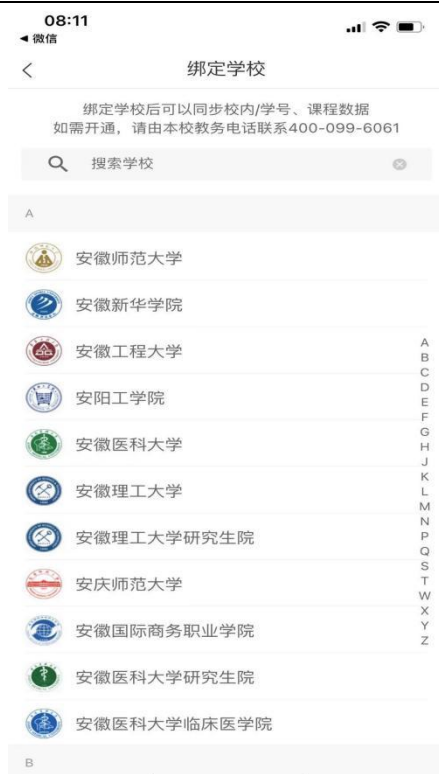 08:11
◀微信
绑定学校
绑定学校后可以同步校内/学号、课程数据
如需开通，请由本校教务电话联系400-099-6061
搜索学校
A
安徽师范大学
安徽新华学院
安徽工程大学
安阳工学院
安徽医科大学
安徽理工大学
安徽理工大学研究生院
安庆师范大学
安徽国际商务职业学院
安徽医科大学研究生院
安徽医科大学临床医学院
B
A
B
C
D
E
F
G
H
J
K
L
M
N
P
Q
S
T
W
X
Y
Z